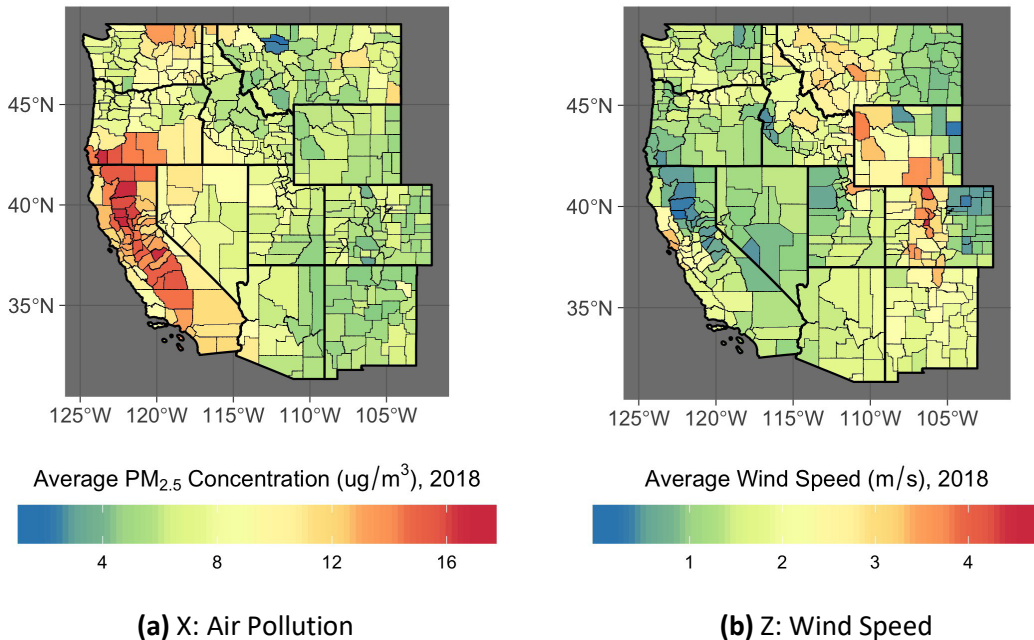 45°N
40°N
35°N
125°W 120°W 115°W 110°W 105°W
Average PM2.5 Concentration (ug/m³), 2018
4 8 12 16
(a) X: Air Pollution
45°N
40°N
35°N
125°W 120°W 115°W 110°W 105°W
Average Wind Speed (m/s), 2018
1 2 3 4
(b) Z: Wind Speed